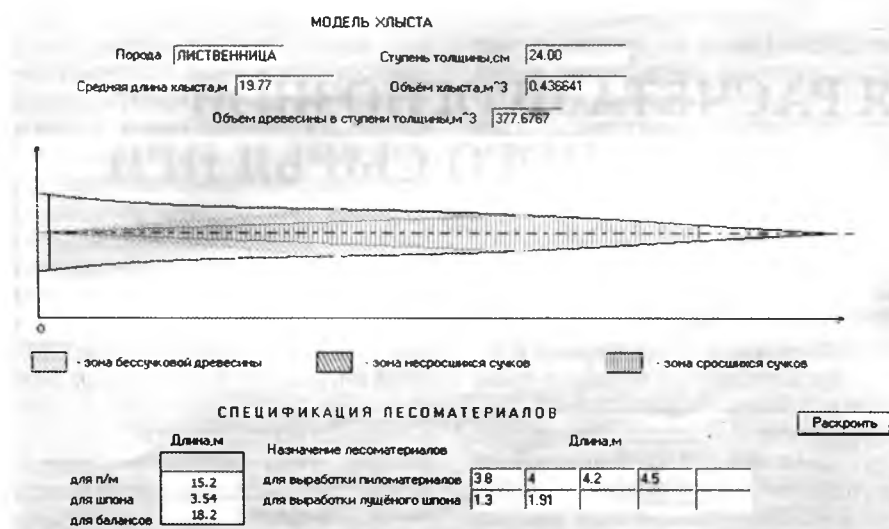 МОДЕЛЬ ХЛЫСТА
Порода ЛИСТВЕННИЦА Ступень толщины,см 24.00
Средняя длина хлыста,м 19.77 Объём хлыста,м^3 0.436641
Объем древесины в ступени толщины,м^3 377.6767
0
- зона бессучковой древесины - зона несросшихся сучков - зона сросшихся сучков
СПЕЦИФИКАЦИЯ ЛЕСОМАТЕРИАЛОВ
Раскроить
Длина,м Назначение лесоматериалов Длина,м
для п/м 15.2 для выработки пиломатериалов 3.8 4 4.2 4.5
для шпона 3.54 для выработки лущёного шпона 1.3 1.91
для балансов 18.2